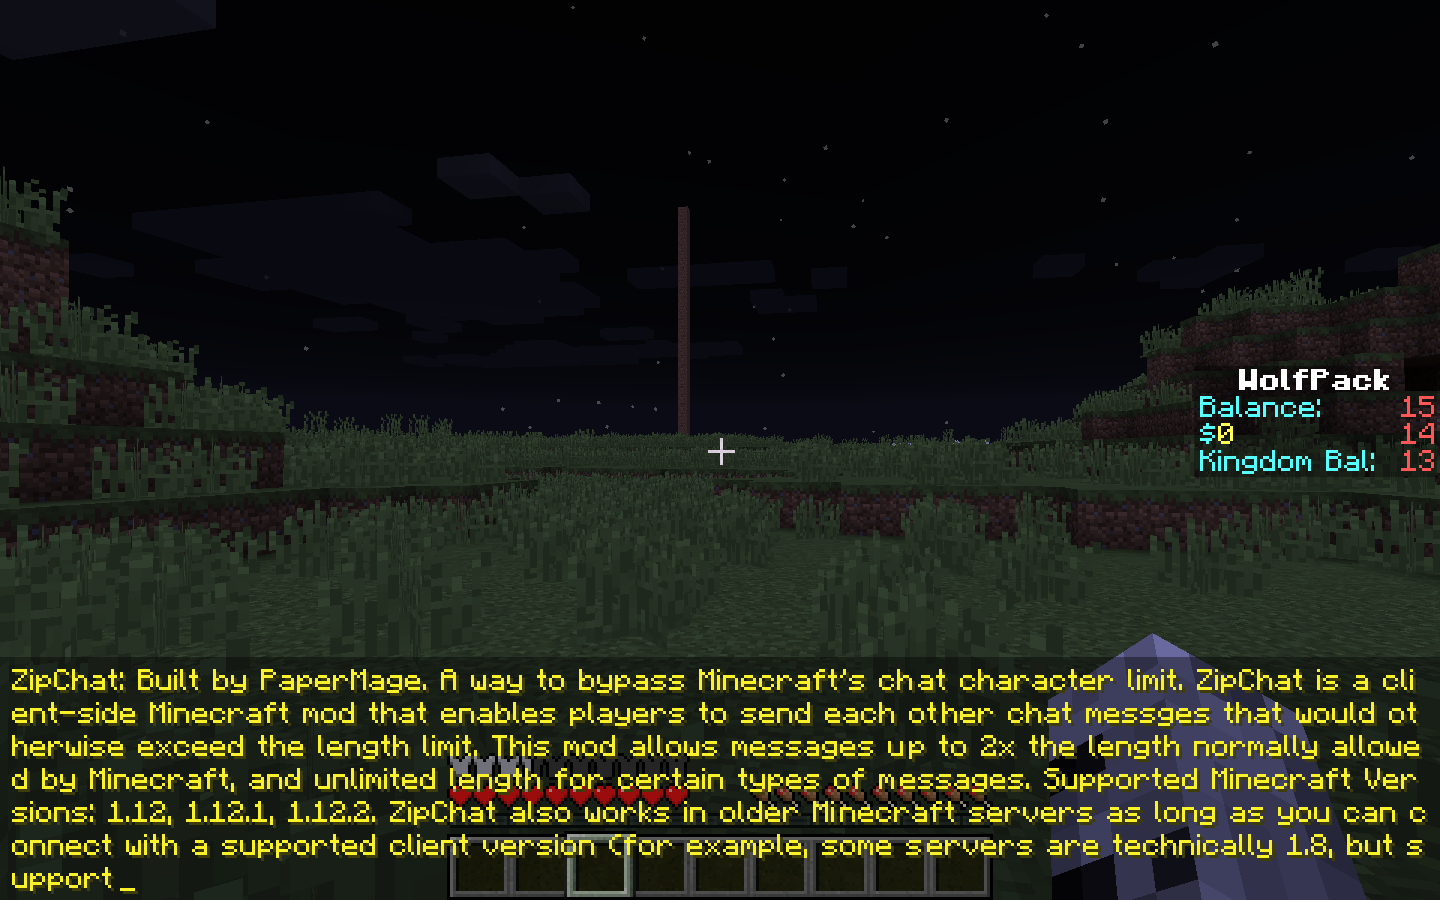 WolfPack
Balance: 15
$0 14
Kingdom Bal: 13
ZipChat: Built by PaperMage. A way to bypass Minecraft's chat character limit. ZipChat is a cli
ent-side Minecraft mod that enables players to send each other chat messges that would ot
herwise exceed the length limit. This mod allows messages up to 2x the length normally allowe
d by Minecraft, and unlimited length for certain types of messages. Supported Minecraft Ver
sions: 1.12, 1.12.1, 1.12.2. ZipChat also works in older Minecraft servers as long as you can c
onnect with a supported client version (for example, some servers are technically 1.8, but s
upport_